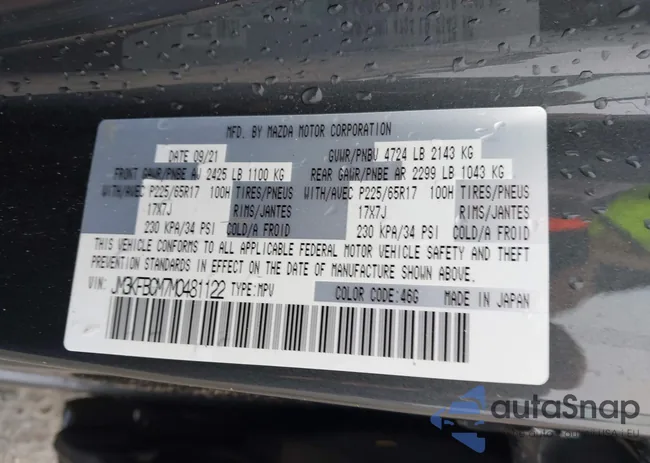 MFD. BY MAZDA MOTOR CORPORATION
DATE 09/21 GVWR/PNBV 4724 LB 2143 KG
FRONT GAWR/PNBE AV 2425 LB 1100 KG REAR GAWR/PNBE AR 2299 LB 1043 KG
WITH/AVEC P225/65R17 100H TIRES/PNEUS WITH/AVEC P225/65R17 100H TIRES/PNEUS
17X7J RIMS/JANTES 17X7J RIMS/JANTES
230 KPA/34 PSI COLD/A FROID 230 KPA/34 PSI COLD/A FROID
THIS VEHICLE CONFORMS TO ALL APPLICABLE FEDERAL MOTOR VEHICLE SAFETY AND THEFT
PREVENTION STANDARDS IN EFFECT ON THE DATE OF MANUFACTURE SHOWN ABOVE.
VIN: JM3KFBCM7M0481122 TYPE:MPV COLOR CODE:46G MADE IN JAPAN
autoSnap